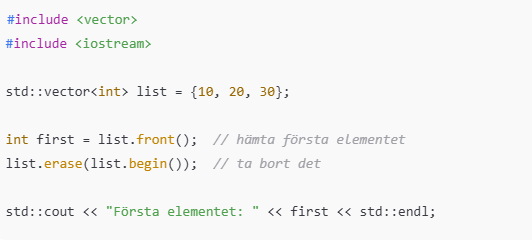 #include <vector>
#include <iostream>
std::vector<int> list = {10, 20, 30};
int first = list.front();  // hämta första elementet
list.erase(list.begin());  // ta bort det
std::cout << "Första elementet: " << first << std::endl;